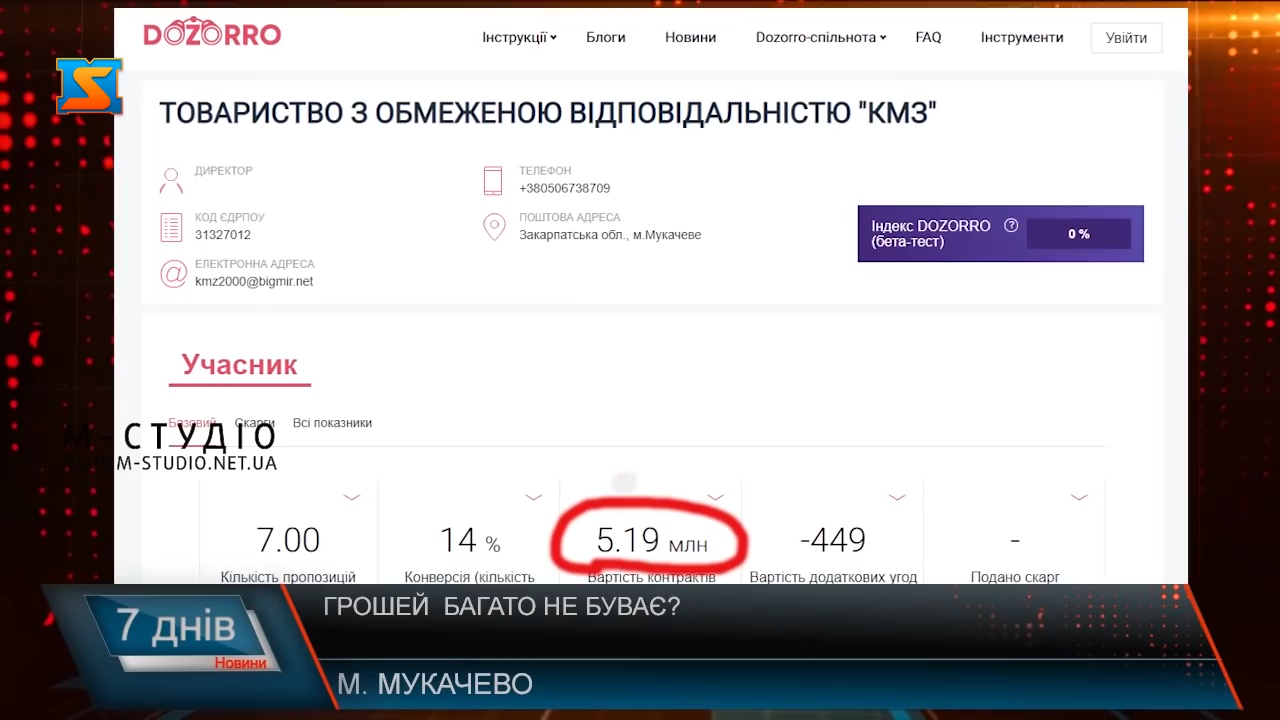 DOZORRO
Інструкції Блоги Новини Dozorro-спільнота FAQ Інструменти Увійти
ТОВАРИСТВО З ОБМЕЖЕНОЮ ВІДПОВІДАЛЬНІСТЮ "КМЗ"
ДИРЕКТОР
ТЕЛЕФОН
+380506738709
КОД ЄДРПОУ
31327012
ПОШТОВА АДРЕСА
Закарпатська обл., м.Мукачеве
ЕЛЕКТРОННА АДРЕСА
kmz2000@bigmir.net
Індекс DOZORRO ?
(бета-тест)
0 %
Учасник
Базовий Скарги Всі показники
М-СТУДІО
WWW.M-STUDIO.NET.UA
7.00 14 % 5.19 млн -449 -
Кількість пропозицій Конверсія (кількість Вартість контрактів Вартість додаткових угод Подано скарг
7 днів
Новини
ГРОШЕЙ БАГАТО НЕ БУВАЄ?
М. МУКАЧЕВО